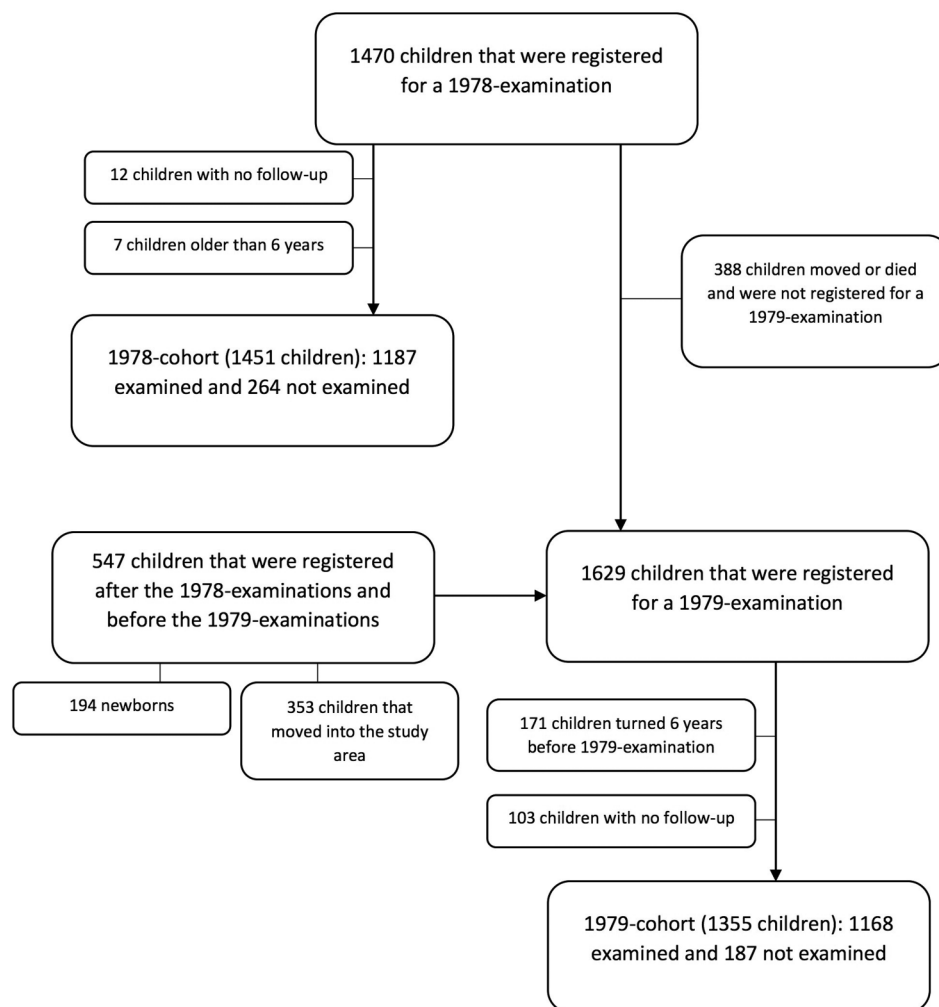 1470 children that were registered
for a 1978-examination
12 children with no follow-up
7 children older than 6 years
388 children moved or died
and were not registered for a
1979-examination
1978-cohort (1451 children): 1187
examined and 264 not examined
547 children that were registered
after the 1978-examinations and
before the 1979-examinations
1629 children that were registered
for a 1979-examination
194 newborns
353 children that
moved into the study
area
171 children turned 6 years
before 1979-examination
103 children with no follow-up
1979-cohort (1355 children): 1168
examined and 187 not examined